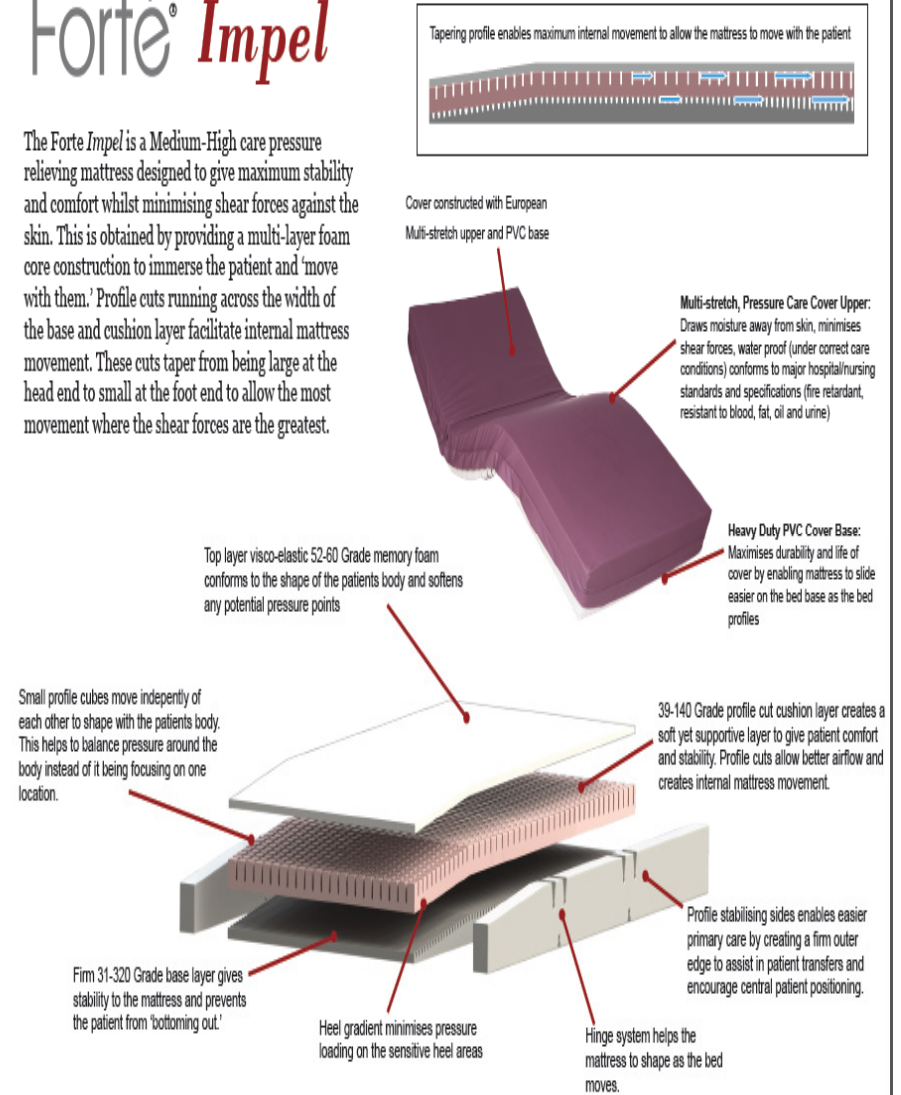 Forté® Impel
The Forte Impel is a Medium-High care pressure
relieving mattress designed to give maximum stability
and comfort whilst minimising shear forces against the
skin. This is obtained by providing a multi-layer foam
core construction to immerse the patient and ‘move
with them.’ Profile cuts running across the width of
the base and cushion layer facilitate internal mattress
movement. These cuts taper from being large at the
head end to small at the foot end to allow the most
movement where the shear forces are the greatest.
Tapering profile enables maximum internal movement to allow the mattress to move with the patient
Cover constructed with European
Multi-stretch upper and PVC base
Multi-stretch, Pressure Care Cover Upper:
Draws moisture away from skin, minimises
shear forces, water proof (under correct care
conditions) conforms to major hospital/nursing
standards and specifications (fire retardant,
resistant to blood, fat, oil and urine)
Heavy Duty PVC Cover Base:
Maximises durability and life of
cover by enabling mattress to slide
easier on the bed base as the bed
profiles
Top layer visco-elastic 52-60 Grade memory foam
conforms to the shape of the patients body and softens
any potential pressure points
Small profile cubes move indepently of
each other to shape with the patients body.
This helps to balance pressure around the
body instead of it being focusing on one
location.
39-140 Grade profile cut cushion layer creates a
soft yet supportive layer to give patient comfort
and stability. Profile cuts allow better airflow and
creates internal mattress movement.
Profile stabilising sides enables easier
primary care by creating a firm outer
edge to assist in patient transfers and
encourage central patient positioning.
Firm 31-320 Grade base layer gives
stability to the mattress and prevents
the patient from ‘bottoming out.’
Heel gradient minimises pressure
loading on the sensitive heel areas
Hinge system helps the
mattress to shape as the bed
moves.